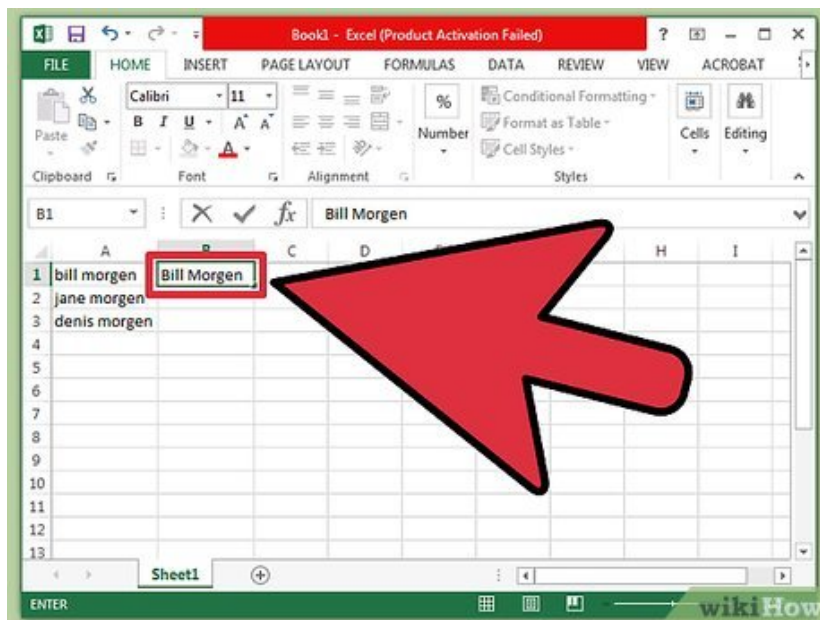 Book1 - Excel (Product Activation Failed)
?
FILE HOME INSERT PAGE LAYOUT FORMULAS DATA REVIEW VIEW ACROBAT
Calibri 11
Paste
B I U A A A
%
Number
Conditional Formatting
Format as Table
Cell Styles
Cells Editing
Clipboard Font Alignment Styles
B1 fx Bill Morgen
A B C D H I
1 bill morgen Bill Morgen
2 jane morgen
3 denis morgen
4
5
6
7
8
9
10
11
12
13
Sheet1
ENTER
wikiHow